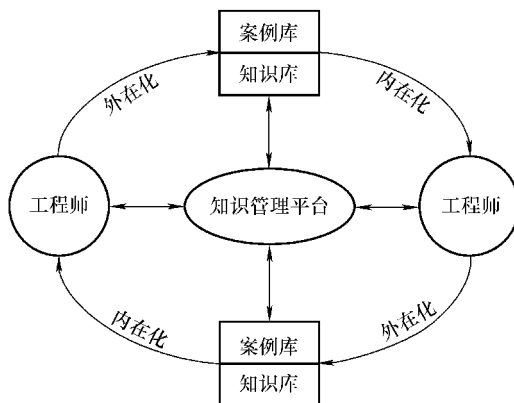 案例库
知识库
外在化
内在化
工程师
知识管理平台
工程师
内在化
外在化
案例库
知识库